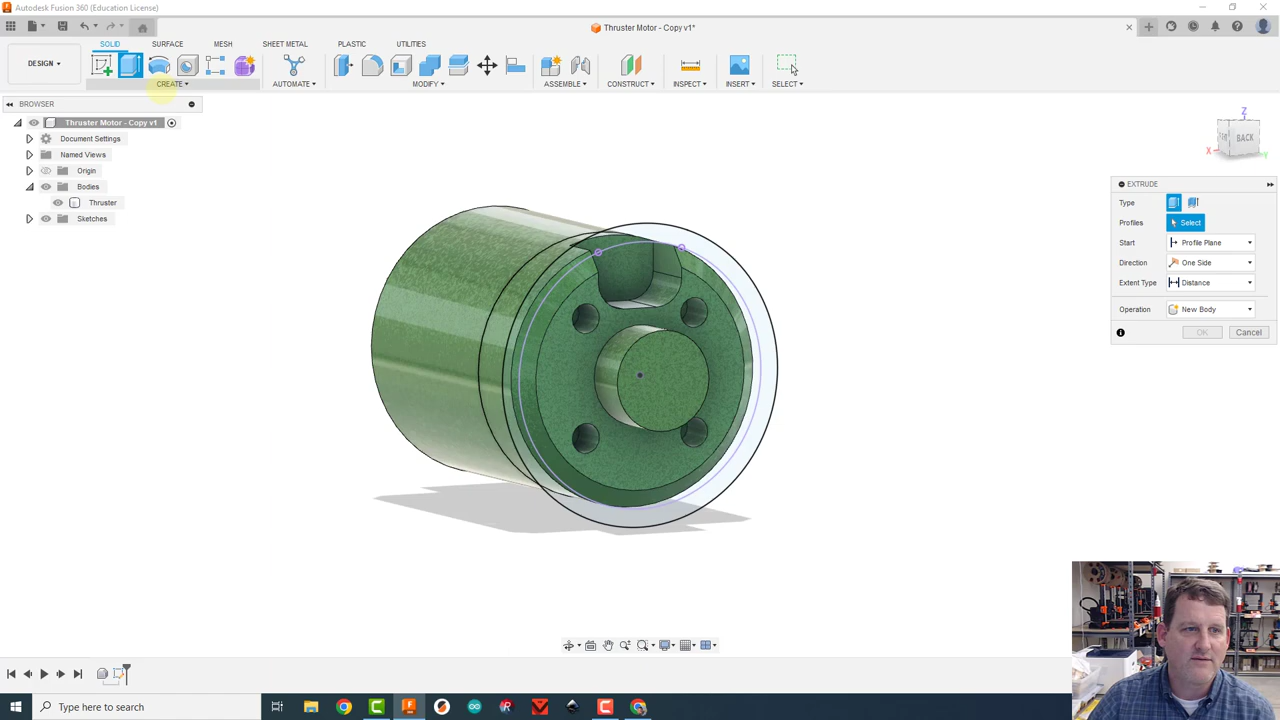 Autodesk Fusion 360 (Education License)
Thruster Motor - Copy v1*
SOLID SURFACE MESH SHEET METAL PLASTIC UTILITIES
DESIGN
CREATE AUTOMATE MODIFY ASSEMBLE CONSTRUCT INSPECT INSERT SELECT
BROWSER
Thruster Motor - Copy v1
Document Settings
Named Views
Origin
Bodies
Thruster
Sketches
Z
BACK
X
Y
EXTRUDE
Type
Profiles Select
Start Profile Plane
Direction One Side
Extent Type Distance
Operation New Body
OK Cancel
Type here to search